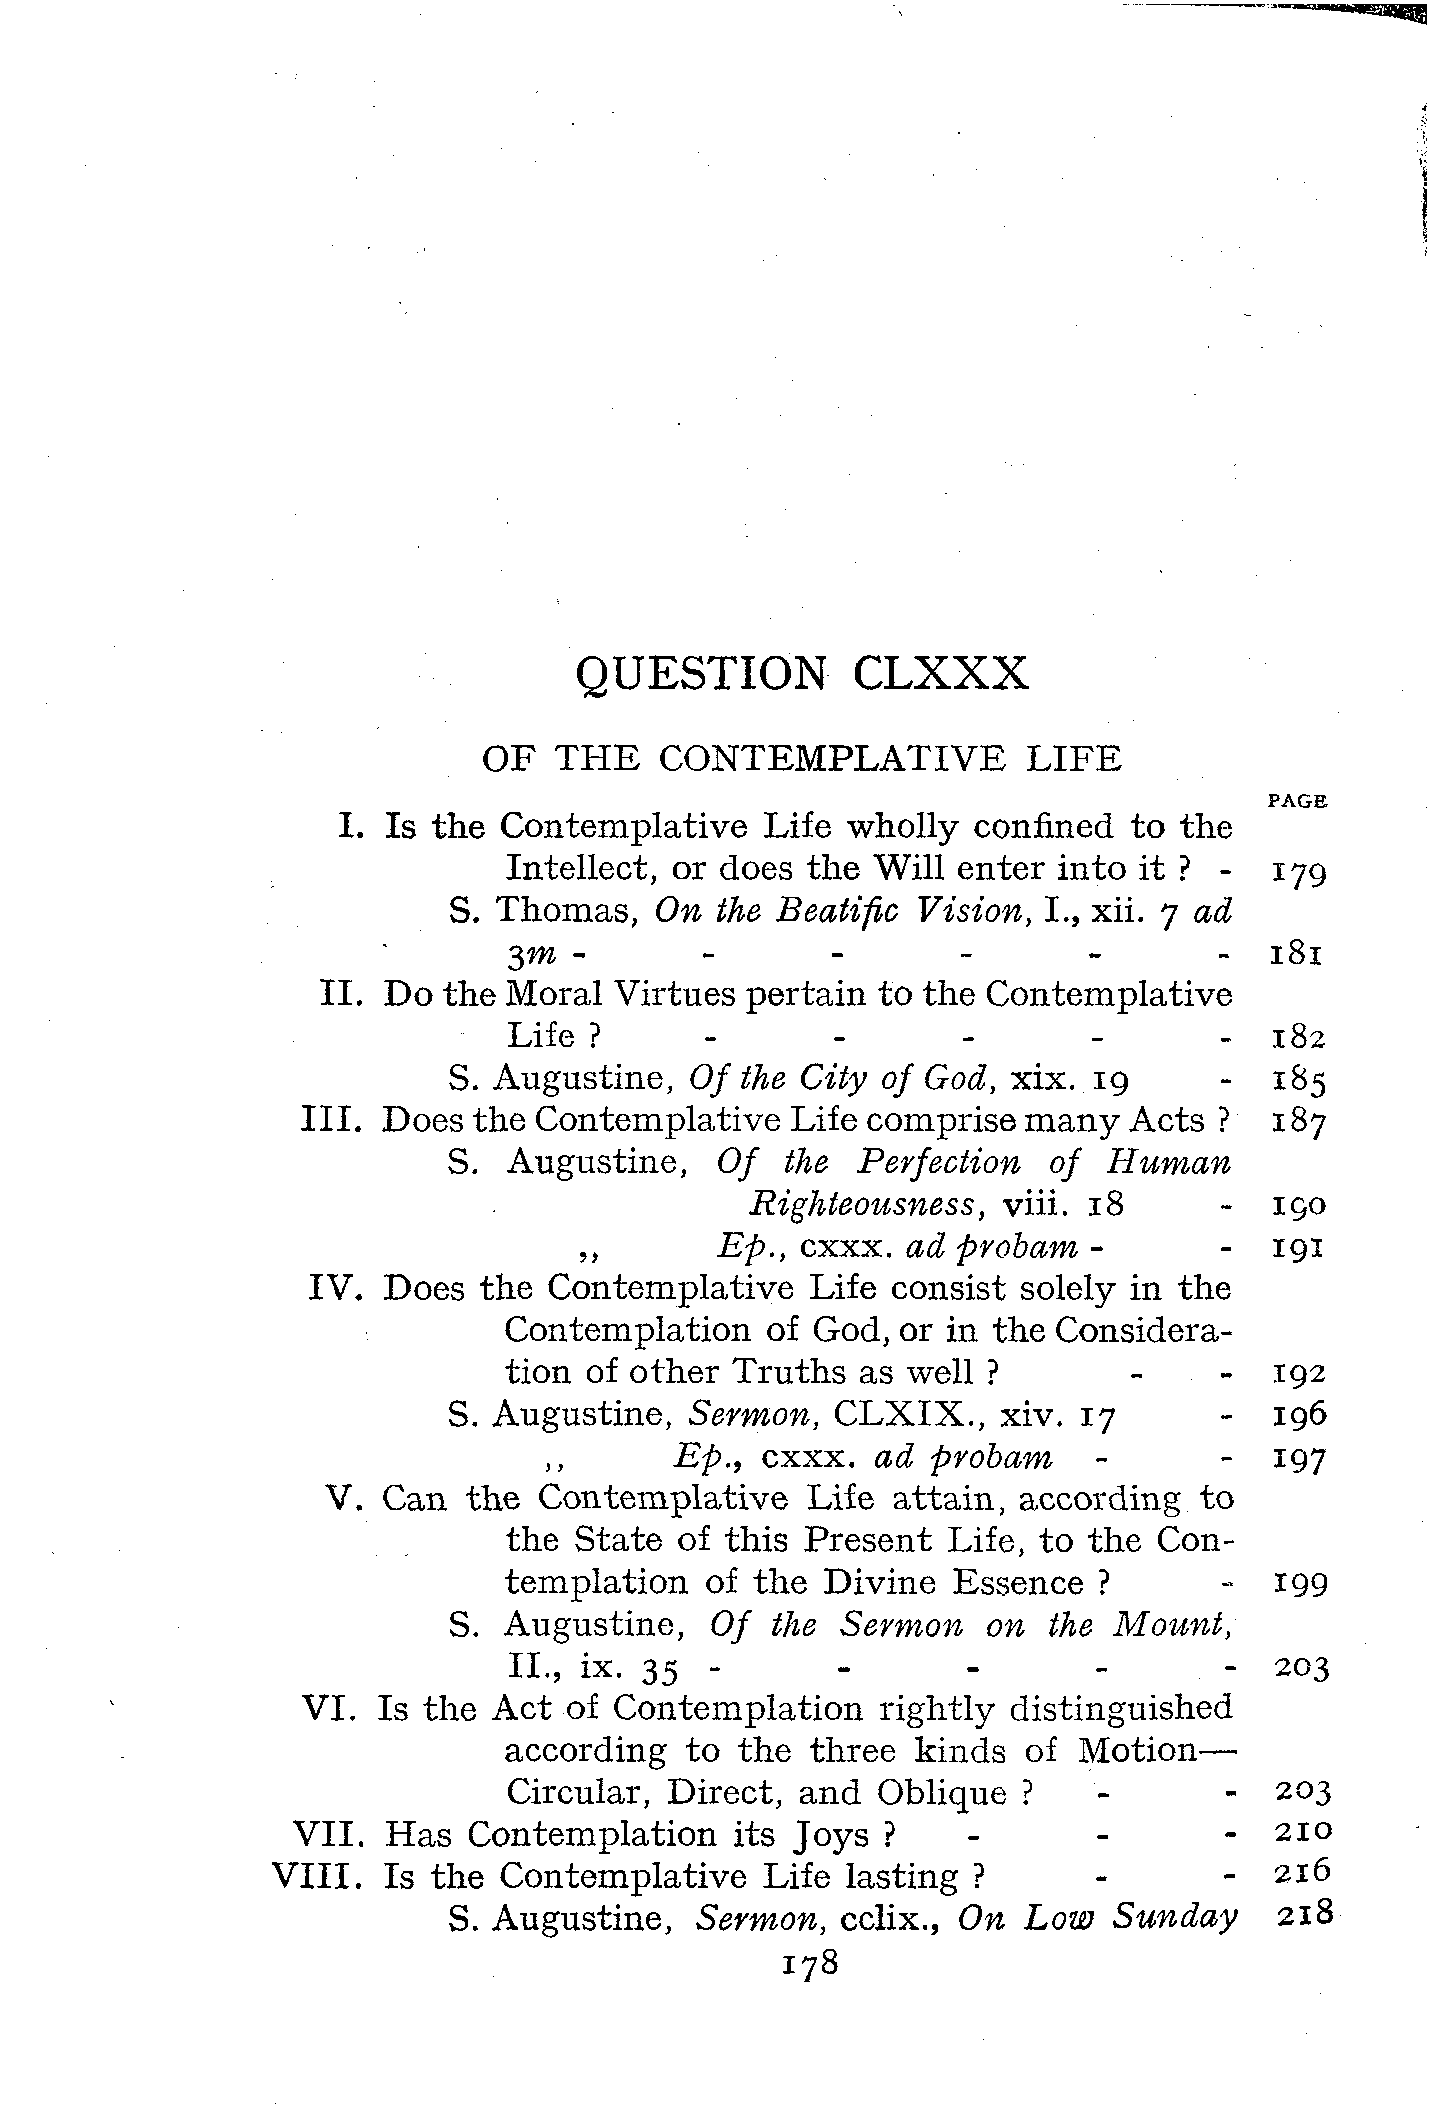 QUESTION CLXXX
OF THE CONTEMPLATIVE LIFE
PAGE
I. Is the Contemplative Life wholly confined to the
Intellect, or does the Will enter into it ? - 179
S. Thomas, On the Beatific Vision, I., xii. 7 ad
3m - - - - - - 181
II. Do the Moral Virtues pertain to the Contemplative
Life ? - - - - - 182
S. Augustine, Of the City of God, xix. 19 - 185
III. Does the Contemplative Life comprise many Acts ? 187
S. Augustine, Of the Perfection of Human
Righteousness, viii. 18 - 190
,, Ep., cxxx. ad probam - - 191
IV. Does the Contemplative Life consist solely in the
Contemplation of God, or in the Considera-
tion of other Truths as well ? - - 192
S. Augustine, Sermon, CLXIX., xiv. 17 - 196
,, Ep., cxxx. ad probam - - 197
V. Can the Contemplative Life attain, according to
the State of this Present Life, to the Con-
templation of the Divine Essence ? - 199
S. Augustine, Of the Sermon on the Mount,
II., ix. 35 - - - - - 203
VI. Is the Act of Contemplation rightly distinguished
according to the three kinds of Motion—
Circular, Direct, and Oblique ? - - 203
VII. Has Contemplation its Joys ? - - - 210
VIII. Is the Contemplative Life lasting ? - - 216
S. Augustine, Sermon, cclix., On Low Sunday 218
178